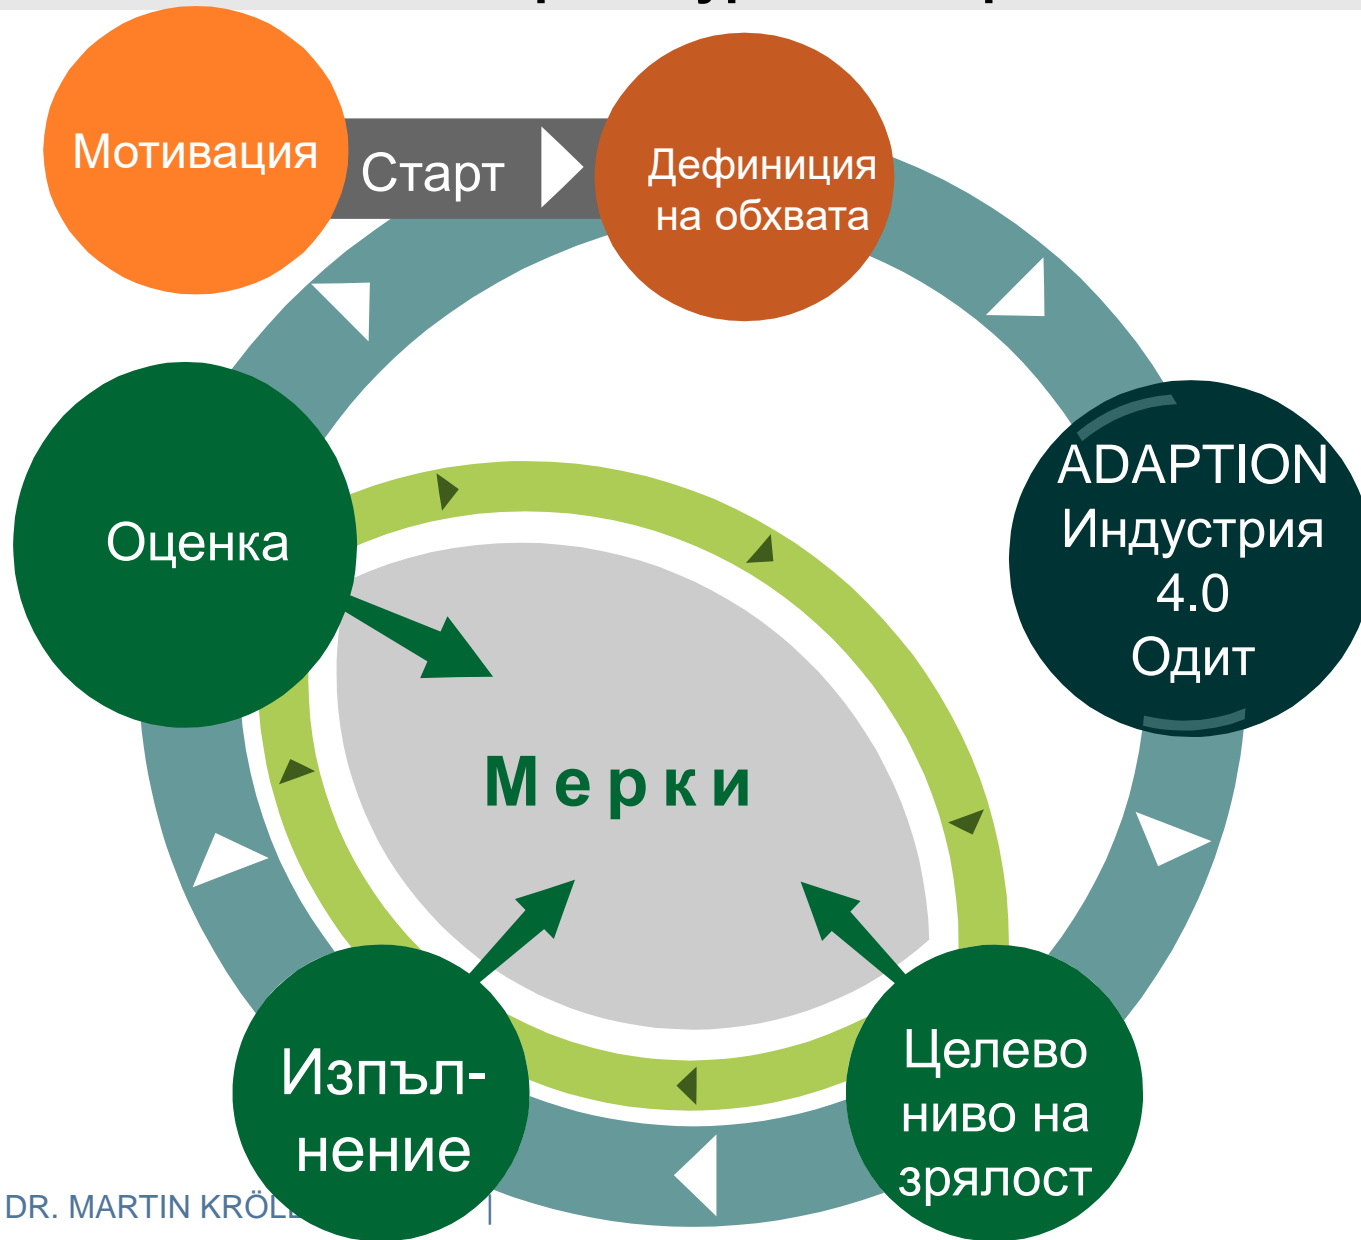 Мотивация
Старт
Дефиниция
на обхвата
ADAPTION
Индустрия
4.0
Одит
Оценка
Мерки
Изпъл-
нение
Целево
ниво на
зрялост
DR. MARTIN
|